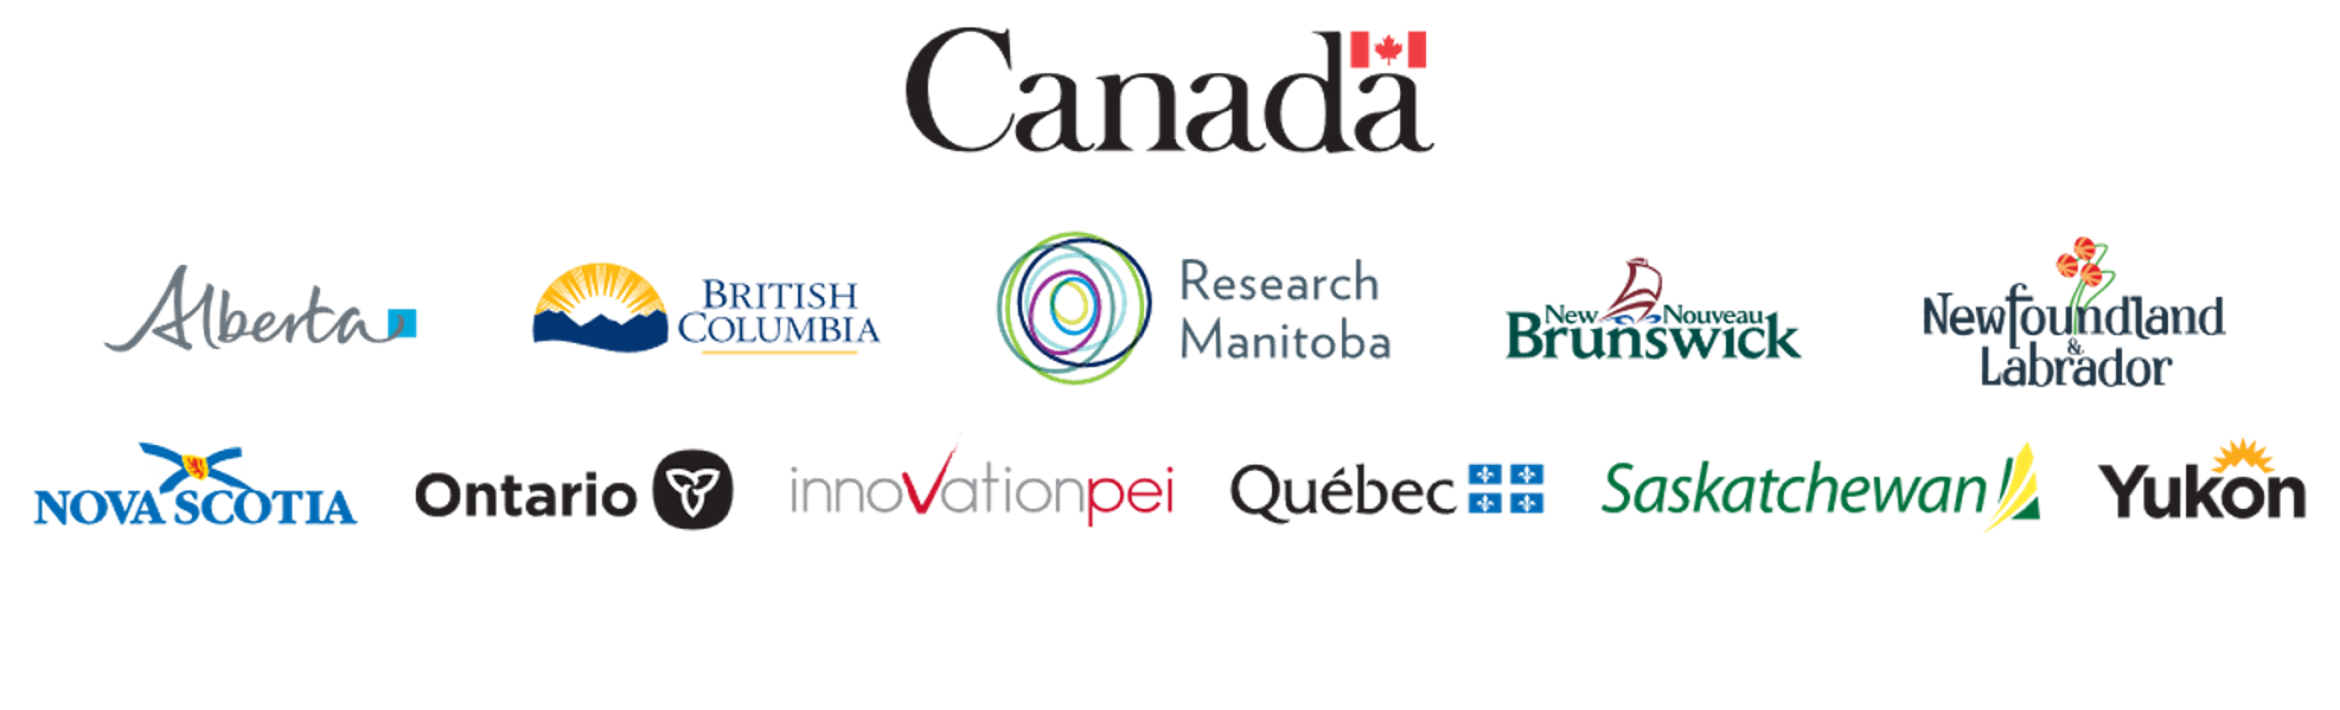 Canada
Alberta
BRITISH
COLUMBIA
Research
Manitoba
New Nouveau
Brunswick
Newfoundland
&
Labrador
NOVA SCOTIA
Ontario
innovationpei
Québec
Saskatchewan
Yukon